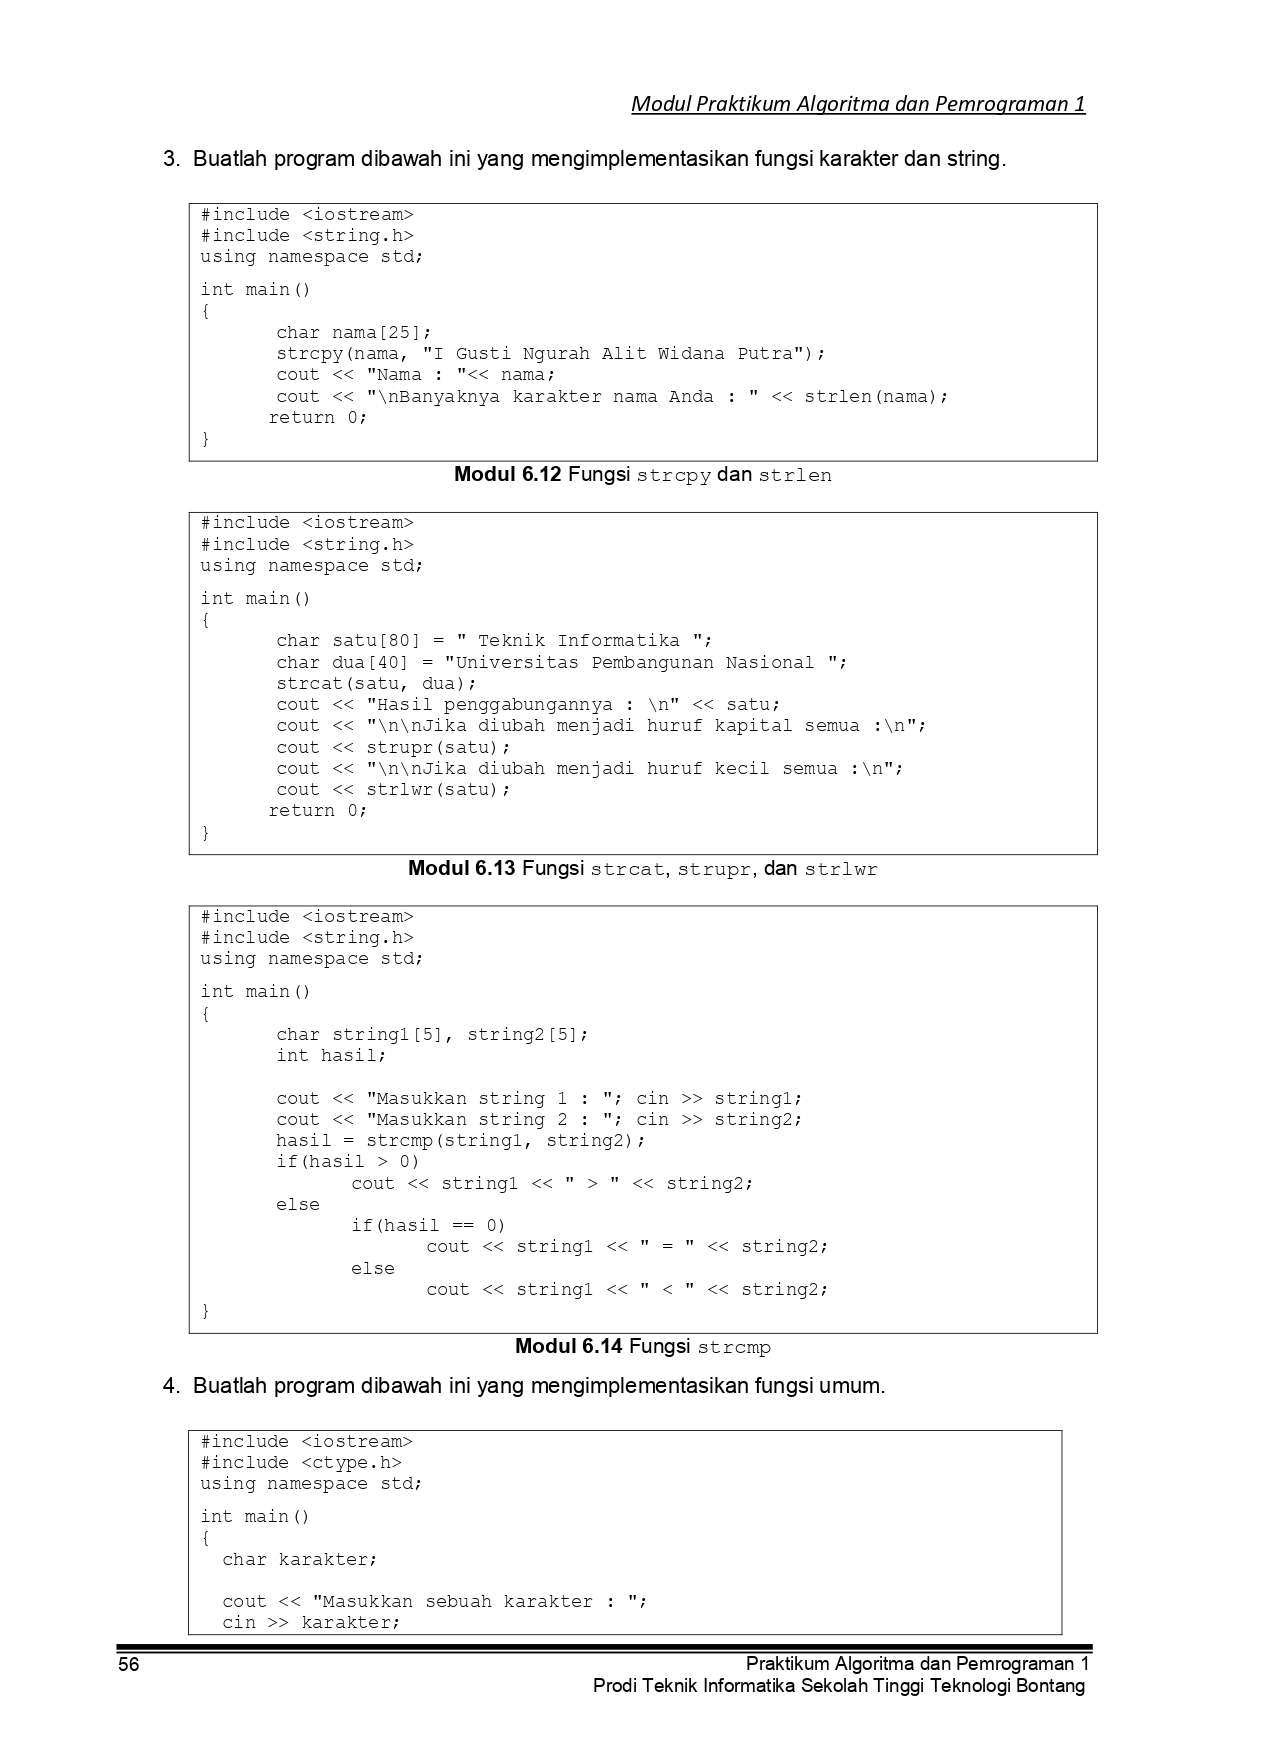 Modul Praktikum Algoritma dan Pemrograman 1
3. Buatlah program dibawah ini yang mengimplementasikan fungsi karakter dan string.
#include <iostream>
#include <string.h>
using namespace std;
int main()
{
char nama[25];
strcpy(nama, "I Gusti Ngurah Alit Widana Putra");
cout << "Nama : "<< nama;
cout << "\nBanyaknya karakter nama Anda : " << strlen(nama);
return 0;
}
Modul 6.12 Fungsi strcpy dan strlen
#include <iostream>
#include <string.h>
using namespace std;
int main()
{
char satu[80] = " Teknik Informatika ";
char dua[40] = "Universitas Pembangunan Nasional ";
strcat(satu, dua);
cout << "Hasil penggabungannya : \n" << satu;
cout << "\n\nJika diubah menjadi huruf kapital semua :\n";
cout << strupr(satu);
cout << "\n\nJika diubah menjadi huruf kecil semua :\n";
cout << strlwr(satu);
return 0;
}
Modul 6.13 Fungsi strcat, strupr, dan strlwr
#include <iostream>
#include <string.h>
using namespace std;
int main()
{
char string1[5], string2[5];
int hasil;
cout << "Masukkan string 1 : "; cin >> string1;
cout << "Masukkan string 2 : "; cin >> string2;
hasil = strcmp(string1, string2);
if(hasil > 0)
cout << string1 << " > " << string2;
else
if(hasil == 0)
cout << string1 << " = " << string2;
else
cout << string1 << " < " << string2;
}
Modul 6.14 Fungsi strcmp
4. Buatlah program dibawah ini yang mengimplementasikan fungsi umum.
#include <iostream>
#include <ctype.h>
using namespace std;
int main()
{
char karakter;
cout << "Masukkan sebuah karakter : ";
cin >> karakter;
56 Praktikum Algoritma dan Pemrograman 1
Prodi Teknik Informatika Sekolah Tinggi Teknologi Bontang